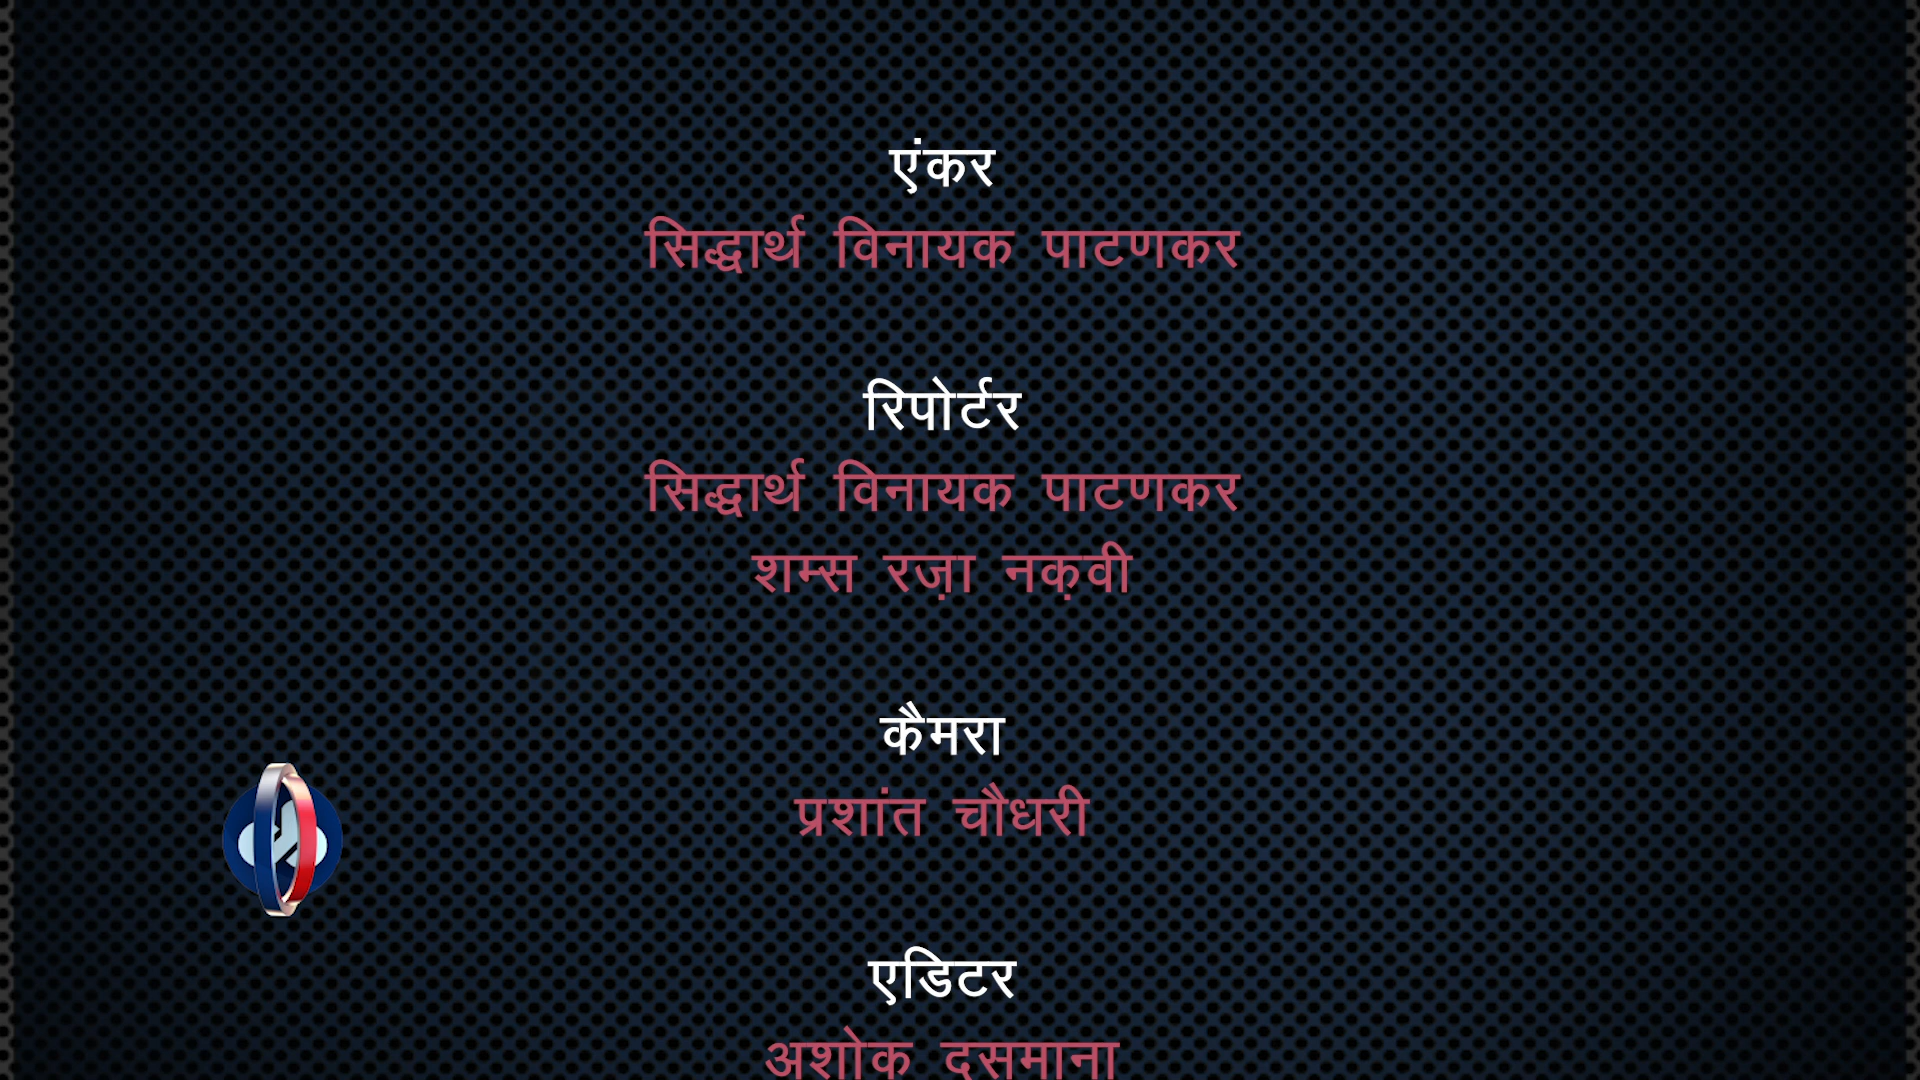 एंकर
सिद्धार्थ विनायक पाटणकर
रिपोर्टर
सिद्धार्थ विनायक पाटणकर
शम्स रज़ा नक़वी
कैमरा
प्रशांत चौधरी
एडिटर
अशोक दसमाना